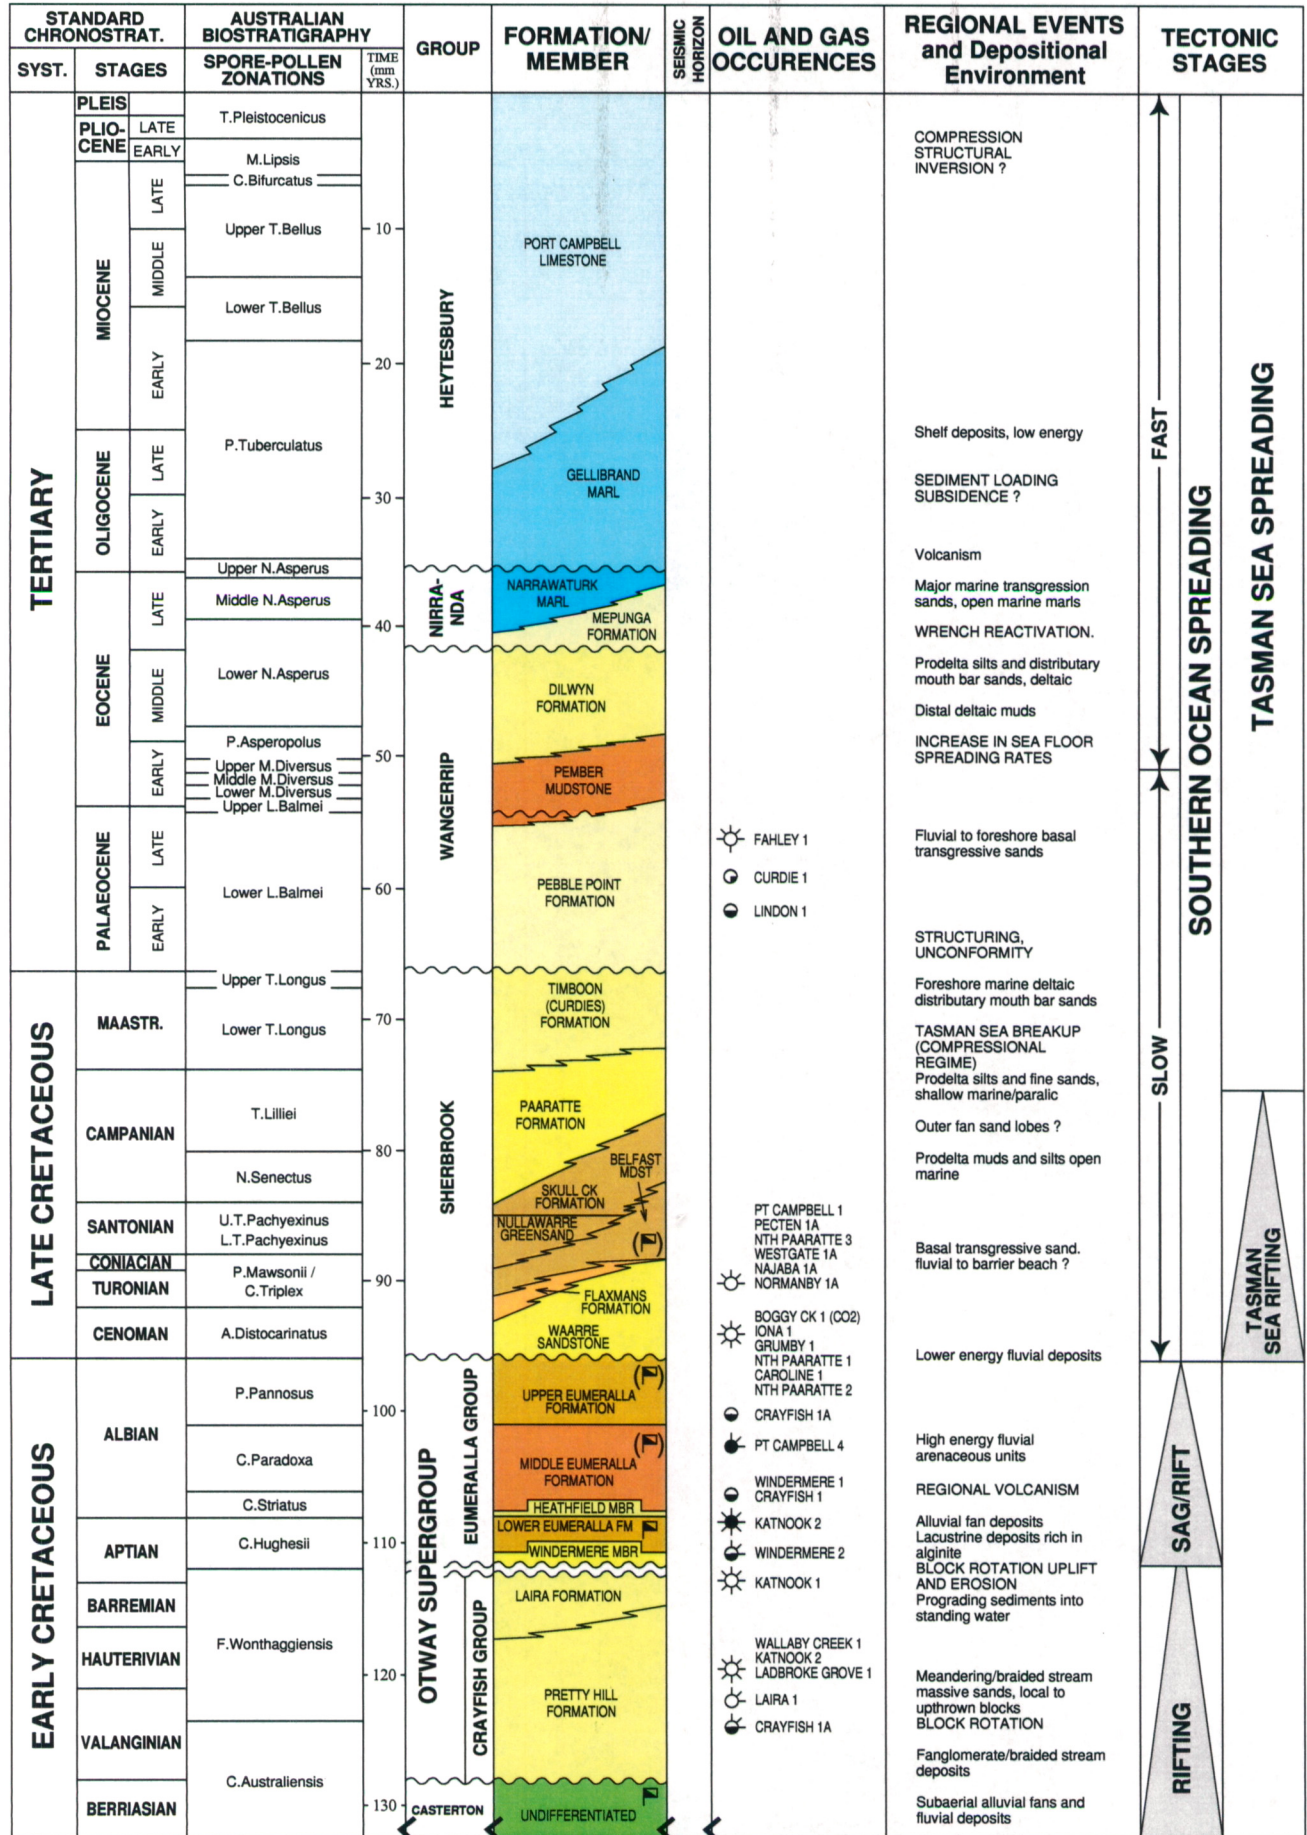 STANDARD
CHRONOSTRAT.
AUSTRALIAN
BIOSTRATIGRAPHY
GROUP
FORMATION/
MEMBER
SEISMIC
HORIZON
OIL AND GAS
OCCURENCES
REGIONAL EVENTS
and Depositional
Environment
TECTONIC
STAGES
SYST.
STAGES
SPORE-POLLEN
ZONATIONS
TIME
(mm
YRS.)
TERTIARY
LATE CRETACEOUS
EARLY CRETACEOUS
PLEIS
PLIO-
CENE
LATE
EARLY
MIOCENE
LATE
MIDDLE
EARLY
OLIGOCENE
LATE
EARLY
EOCENE
LATE
MIDDLE
EARLY
PALAEOCENE
LATE
EARLY
MAASTR.
CAMPANIAN
SANTONIAN
CONIACIAN
TURONIAN
CENOMAN
ALBIAN
APTIAN
BARREMIAN
HAUTERIVIAN
VALANGINIAN
BERRIASIAN
T.Pleistocenicus
M.Lipsis
C.Bifurcatus
Upper T.Bellus
Lower T.Bellus
P.Tuberculatus
Upper N.Asperus
Middle N.Asperus
Lower N.Asperus
P.Asperopolus
Upper M.Diversus
Middle M.Diversus
Lower M.Diversus
Upper L.Balmei
Lower L.Balmei
Upper T.Longus
Lower T.Longus
T.Lilliei
N.Senectus
U.T.Pachyexinus
L.T.Pachyexinus
P.Mawsonii /
C.Triplex
A.Distocarinatus
P.Pannosus
C.Paradoxa
C.Striatus
C.Hughesii
F.Wonthaggiensis
C.Australiensis
10
20
30
40
50
60
70
80
90
100
110
120
130
HEYTESBURY
NIRRA-
NDA
WANGERRIP
SHERBROOK
OTWAY SUPERGROUP
EUMERALLA GROUP
CRAYFISH GROUP
CASTERTON
PORT CAMPBELL
LIMESTONE
GELLIBRAND
MARL
NARRAWATURK
MARL
MEPUNGA
FORMATION
DILWYN
FORMATION
PEMBER
MUDSTONE
PEBBLE POINT
FORMATION
TIMBOON
(CURDIES)
FORMATION
PAARATTE
FORMATION
BELFAST
MDST
SKULL CK
FORMATION
NULLAWARRE
GREENSAND
FLAXMANS
FORMATION
WAARRE
SANDSTONE
UPPER EUMERALLA
FORMATION
MIDDLE EUMERALLA
FORMATION
HEATHFIELD MBR
LOWER EUMERALLA FM
WINDERMERE MBR
LAIRA FORMATION
PRETTY HILL
FORMATION
UNDIFFERENTIATED
FAHLEY 1
CURDIE 1
LINDON 1
PT CAMPBELL 1
PECTEN 1A
NTH PAARATTE 3
WESTGATE 1A
NAJABA 1A
NORMANBY 1A
BOGGY CK 1 (CO2)
IONA 1
GRUMBY 1
NTH PAARATTE 1
CAROLINE 1
NTH PAARATTE 2
CRAYFISH 1A
PT CAMPBELL 4
WINDERMERE 1
CRAYFISH 1
KATNOOK 2
WINDERMERE 2
KATNOOK 1
WALLABY CREEK 1
KATNOOK 2
LADBROKE GROVE 1
LAIRA 1
CRAYFISH 1A
COMPRESSION
STRUCTURAL
INVERSION ?
Shelf deposits, low energy
SEDIMENT LOADING
SUBSIDENCE ?
Volcanism
Major marine transgression
sands, open marine marls
WRENCH REACTIVATION.
Prodelta silts and distributary
mouth bar sands, deltaic
Distal deltaic muds
INCREASE IN SEA FLOOR
SPREADING RATES
Fluvial to foreshore basal
transgressive sands
STRUCTURING,
UNCONFORMITY
Foreshore marine deltaic
distributary mouth bar sands
TASMAN SEA BREAKUP
(COMPRESSIONAL
REGIME)
Prodelta silts and fine sands,
shallow marine/paralic
Outer fan sand lobes ?
Prodelta muds and silts open
marine
Basal transgressive sand.
fluvial to barrier beach ?
Lower energy fluvial deposits
High energy fluvial
arenaceous units
REGIONAL VOLCANISM
Alluvial fan deposits
Lacustrine deposits rich in
alginite
BLOCK ROTATION UPLIFT
AND EROSION
Prograding sediments into
standing water
Meandering/braided stream
massive sands, local to
upthrown blocks
BLOCK ROTATION
Fanglomerate/braided stream
deposits
Subaerial alluvial fans and
fluvial deposits
FAST
SLOW
SOUTHERN OCEAN SPREADING
TASMAN SEA SPREADING
TASMAN
SEA RIFTING
SAG/RIFT
RIFTING